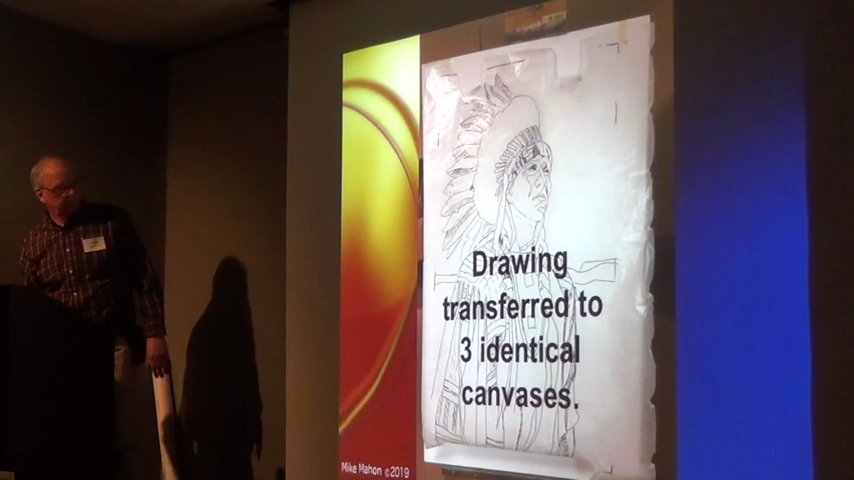 Drawing
transferred to
3 identical
canvases.
Mike Mahon ©2019